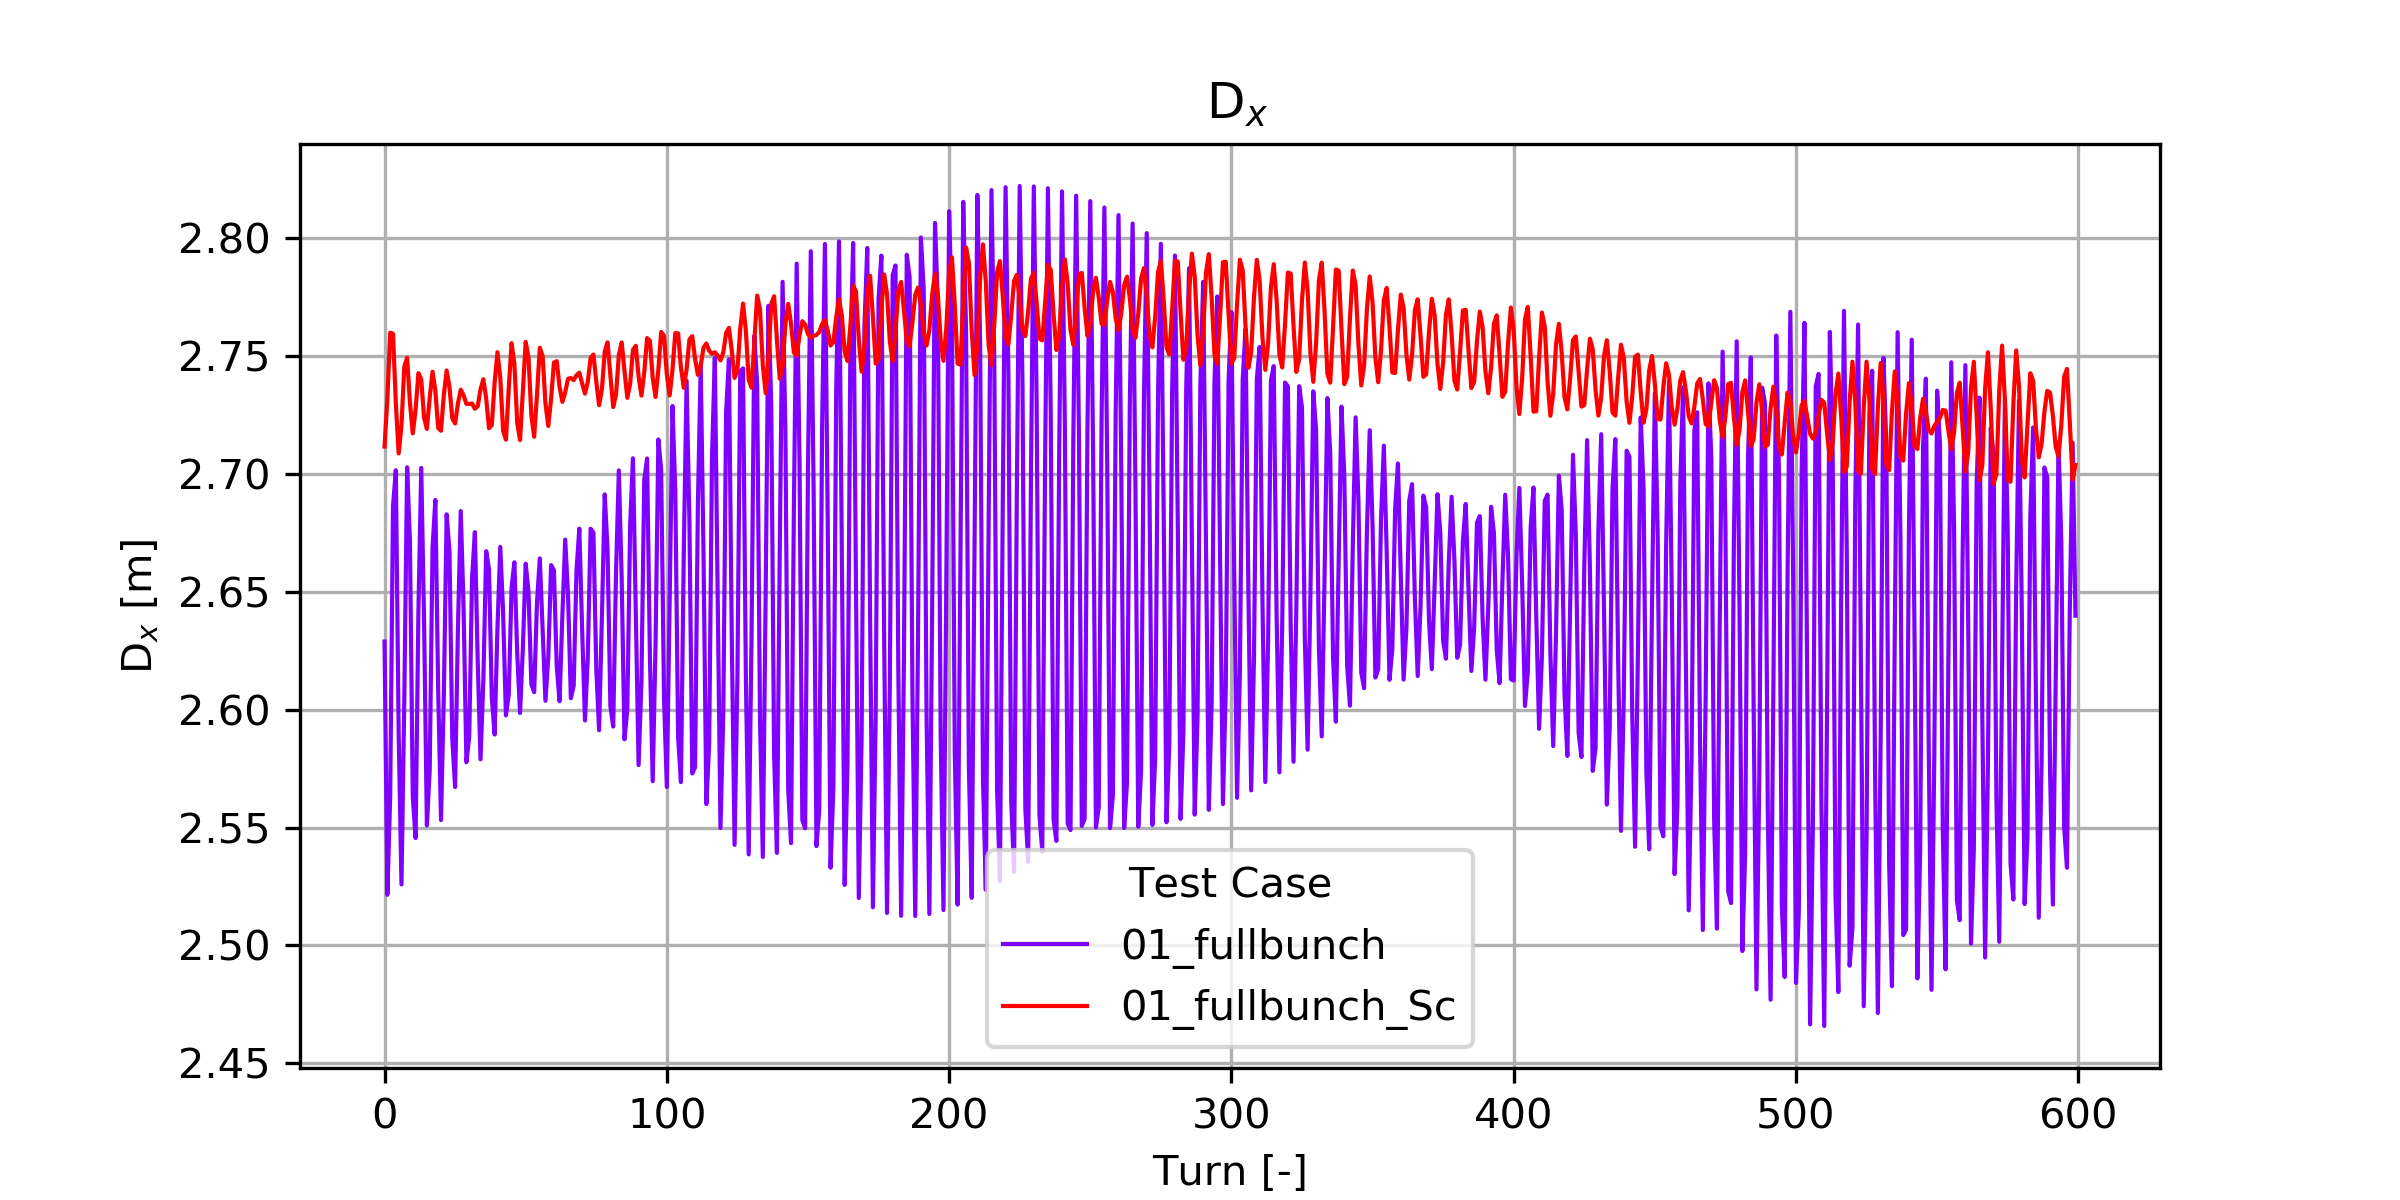 Dx
Dx [m]
2.80
2.75
2.70
2.65
2.60
2.55
2.50
2.45
0 100 200 300 400 500 600
Turn [-]
Test Case
01_fullbunch
01_fullbunch_Sc